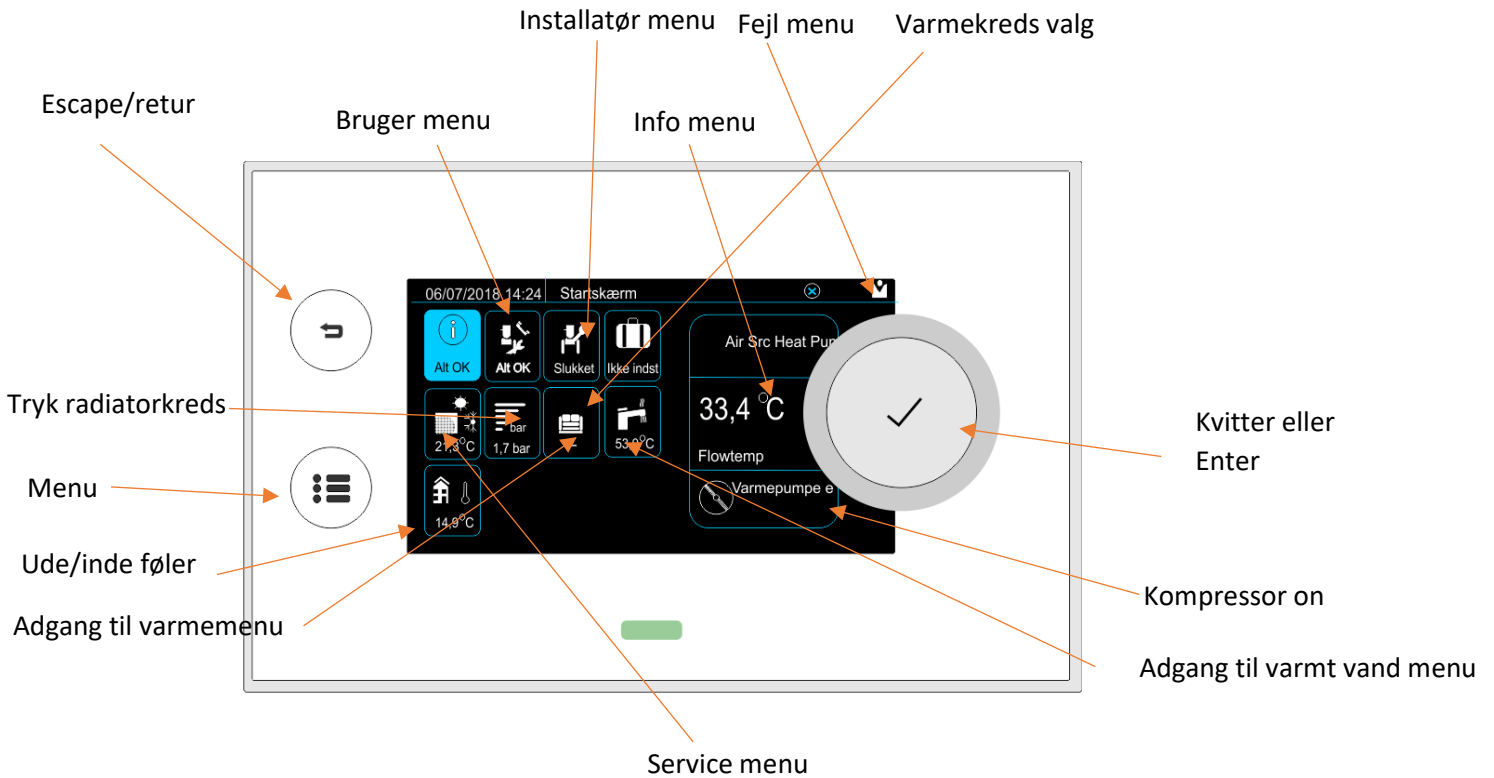 Installatør menu
Fejl menu
Varmekreds valg
Escape/retur
Bruger menu
Info menu
06/07/2018 14:24
Startskærm
Alt OK
Alt OK
Slukket
Ikke indst
Air Src Heat Pum
Tryk radiatorkreds
bar
33,4 °C
21,3°C
1,7 bar
--
53,0°C
Flowtemp
Kvitter eller
Enter
Menu
Varmepumpe e
14,9°C
Ude/inde føler
Kompressor on
Adgang til varmemenu
Adgang til varmt vand menu
Service menu